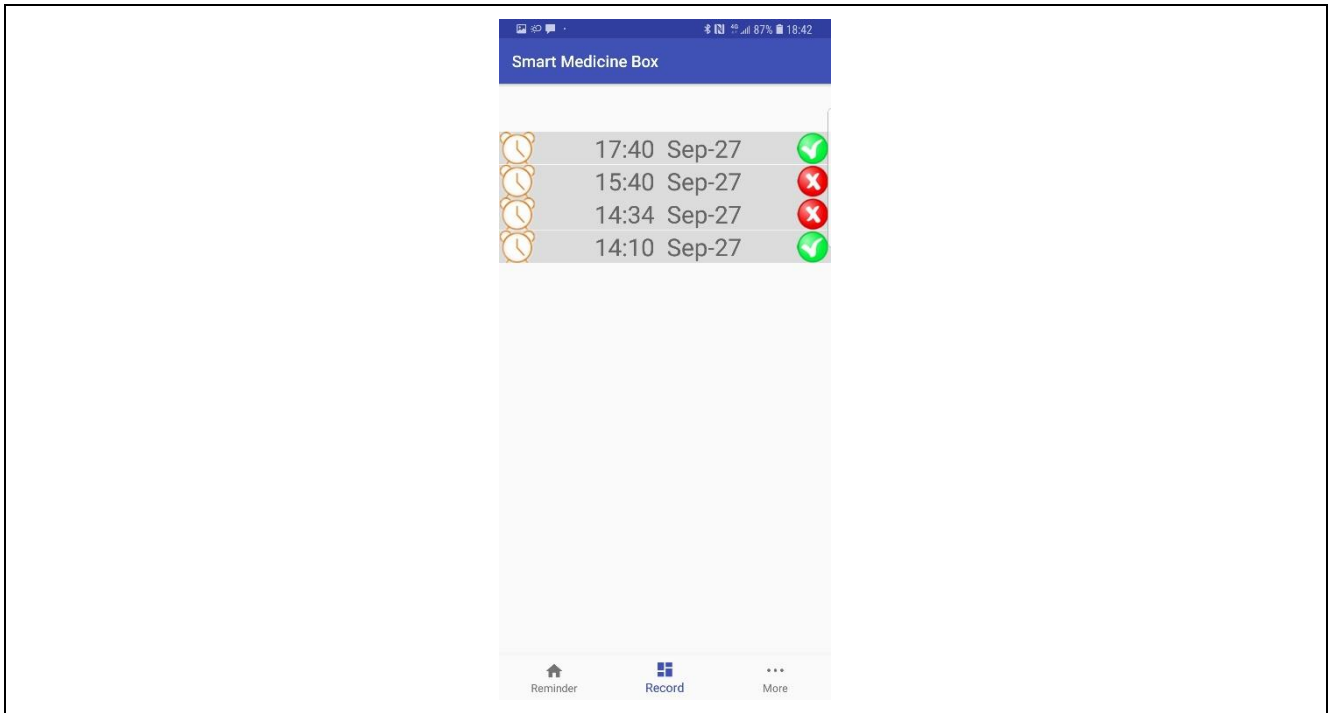 87% 18:42
Smart Medicine Box
17:40 Sep-27
15:40 Sep-27
14:34 Sep-27
14:10 Sep-27
Reminder Record More